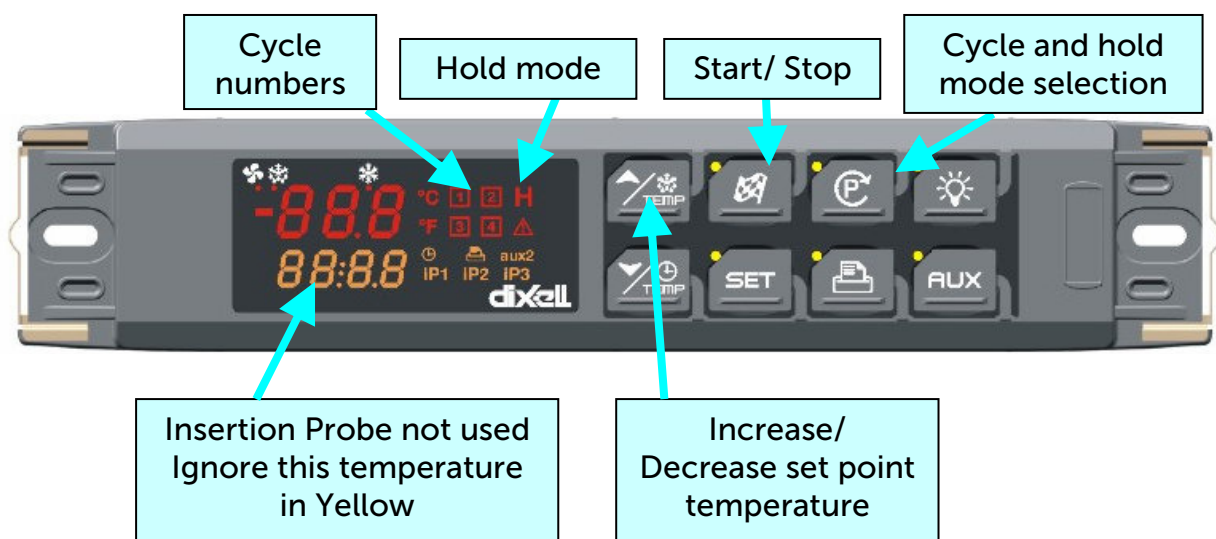 Cycle
numbers
Hold mode
Start/ Stop
Cycle and hold
mode selection
-88.8 °C 1 2 H
°F 3 4
88:8.8 iP1 iP2 iP3
aux2
dixell
TEMP
P
TEMP
SET
AUX
Insertion Probe not used
Ignore this temperature
in Yellow
Increase/
Decrease set point
temperature